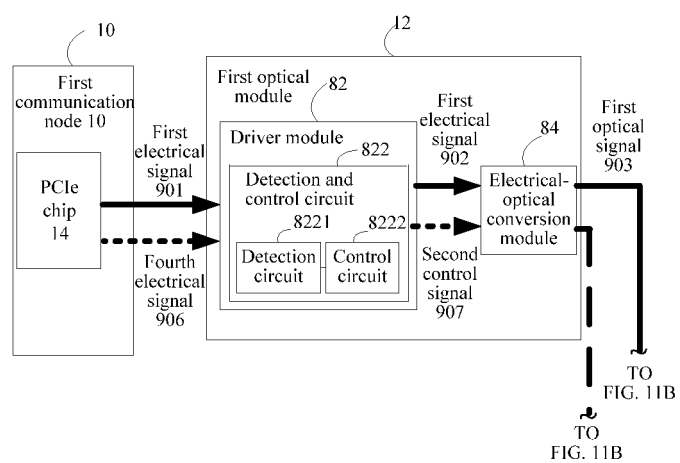 10
12
First
communication
node 10
PCIe
chip
14
First
electrical
signal
901
Fourth
electrical
signal
906
First optical
module
82
Driver module
822
Detection and
control circuit
8221
8222
Detection
circuit
Control
circuit
First
electrical
signal
902
Second
control
signal
907
84
Electrical-
optical
conversion
module
First
optical
signal
903
TO
FIG. 11B
TO
FIG. 11B